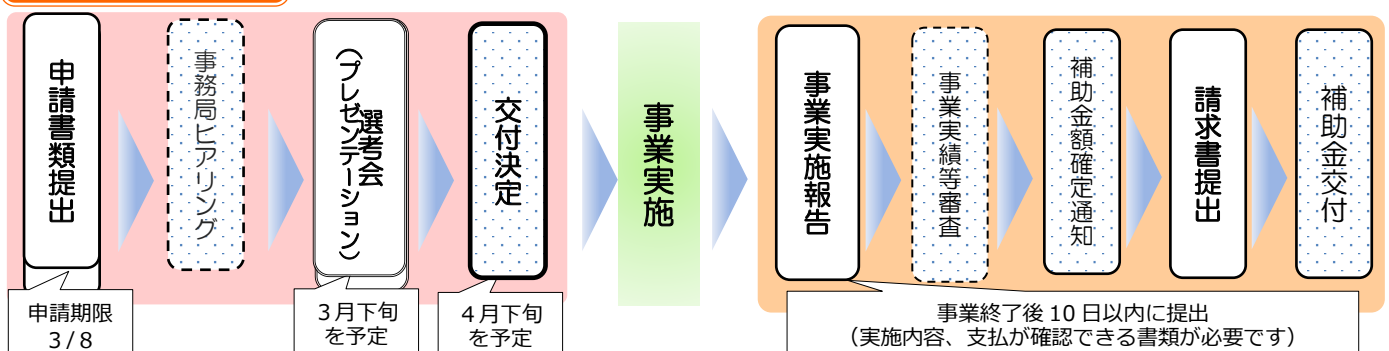 申請書類提出
事務局ヒアリング
選考会
（プレゼンテーション）
交付決定
事業実施
事業実施報告
事業実績等審査
補助金額確定通知
請求書提出
補助金交付
申請期限
3/8
３月下旬
を予定
４月下旬
を予定
事業終了後 10 日以内に提出
（実施内容、支払が確認できる書類が必要です）